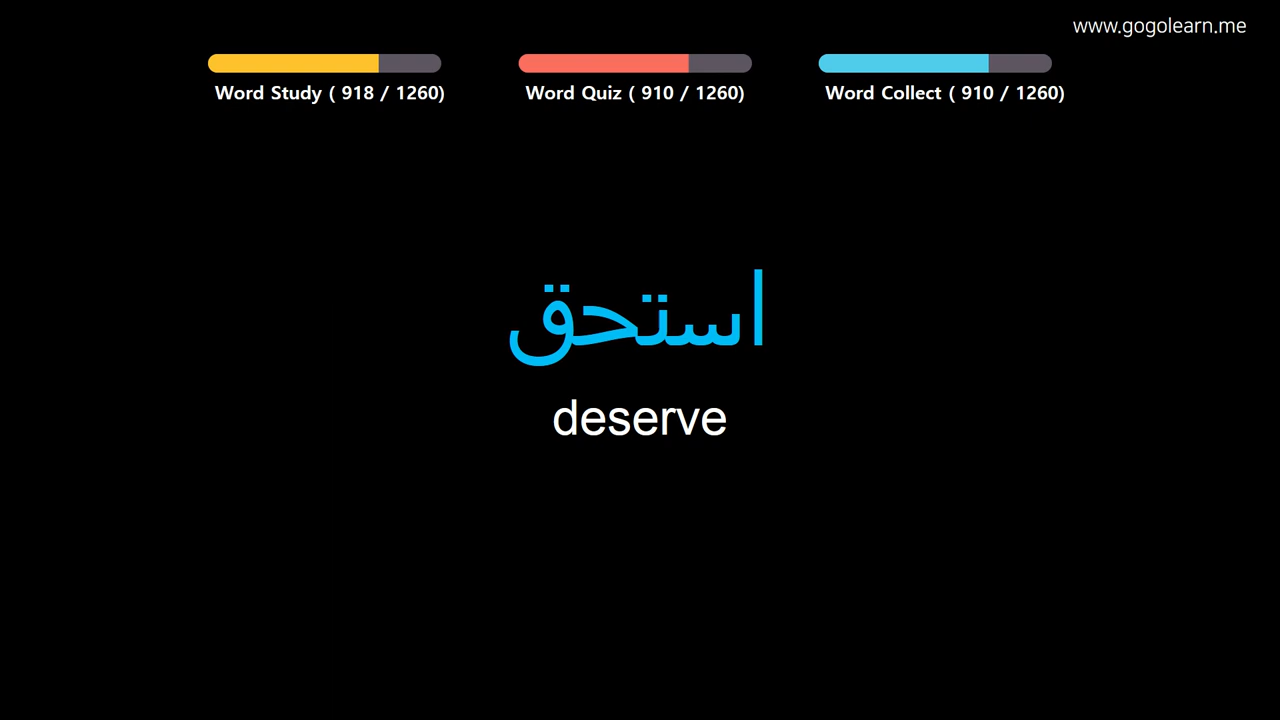 www.gogolearn.me
Word Study ( 918 / 1260)
Word Quiz ( 910 / 1260)
Word Collect ( 910 / 1260)
استحق
deserve